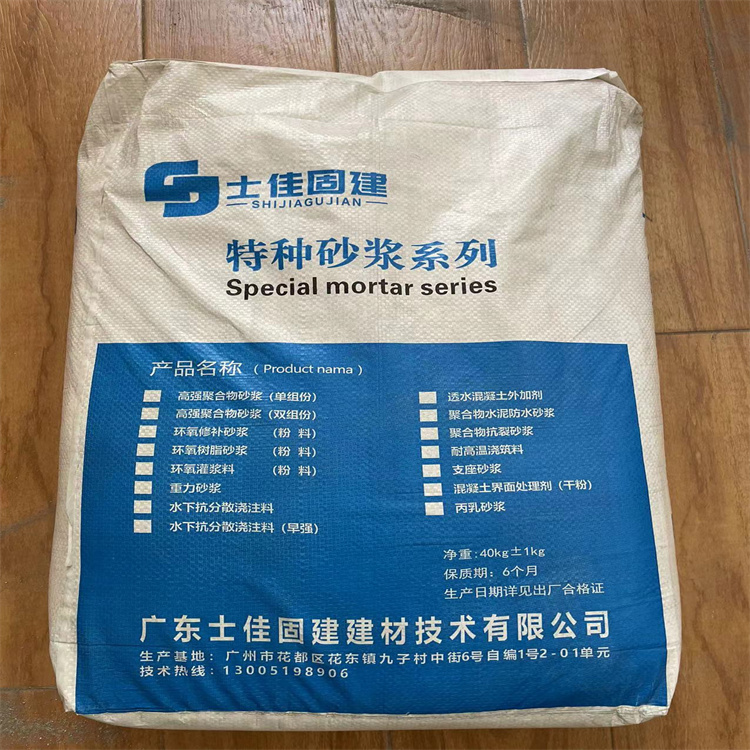 士佳固建
SHIJIAGUJIAN
特种砂浆系列
Special mortar series
产品名称 (Product nama)
高强聚合物砂浆(单组份)
高强聚合物砂浆(双组份)
环氧修补砂浆 (粉 料)
环氧树脂砂浆 (粉 料)
环氧灌浆料 (粉 料)
重力砂浆
水下抗分散浇注料
水下抗分散浇注料(早强)
透水混凝土外加剂
聚合物水泥防水砂浆
聚合物抗裂砂浆
耐高温浇筑料
支座砂浆
混凝土界面处理剂(干粉)
丙乳砂浆
净重:40kg±1kg
保质期:6个月
生产日期详见出厂合格证
广东士佳固建建材技术有限公司
生产基地: 广州市花都区花东镇九子村中街6号自编1号2-01单元
技术热线:13005198906